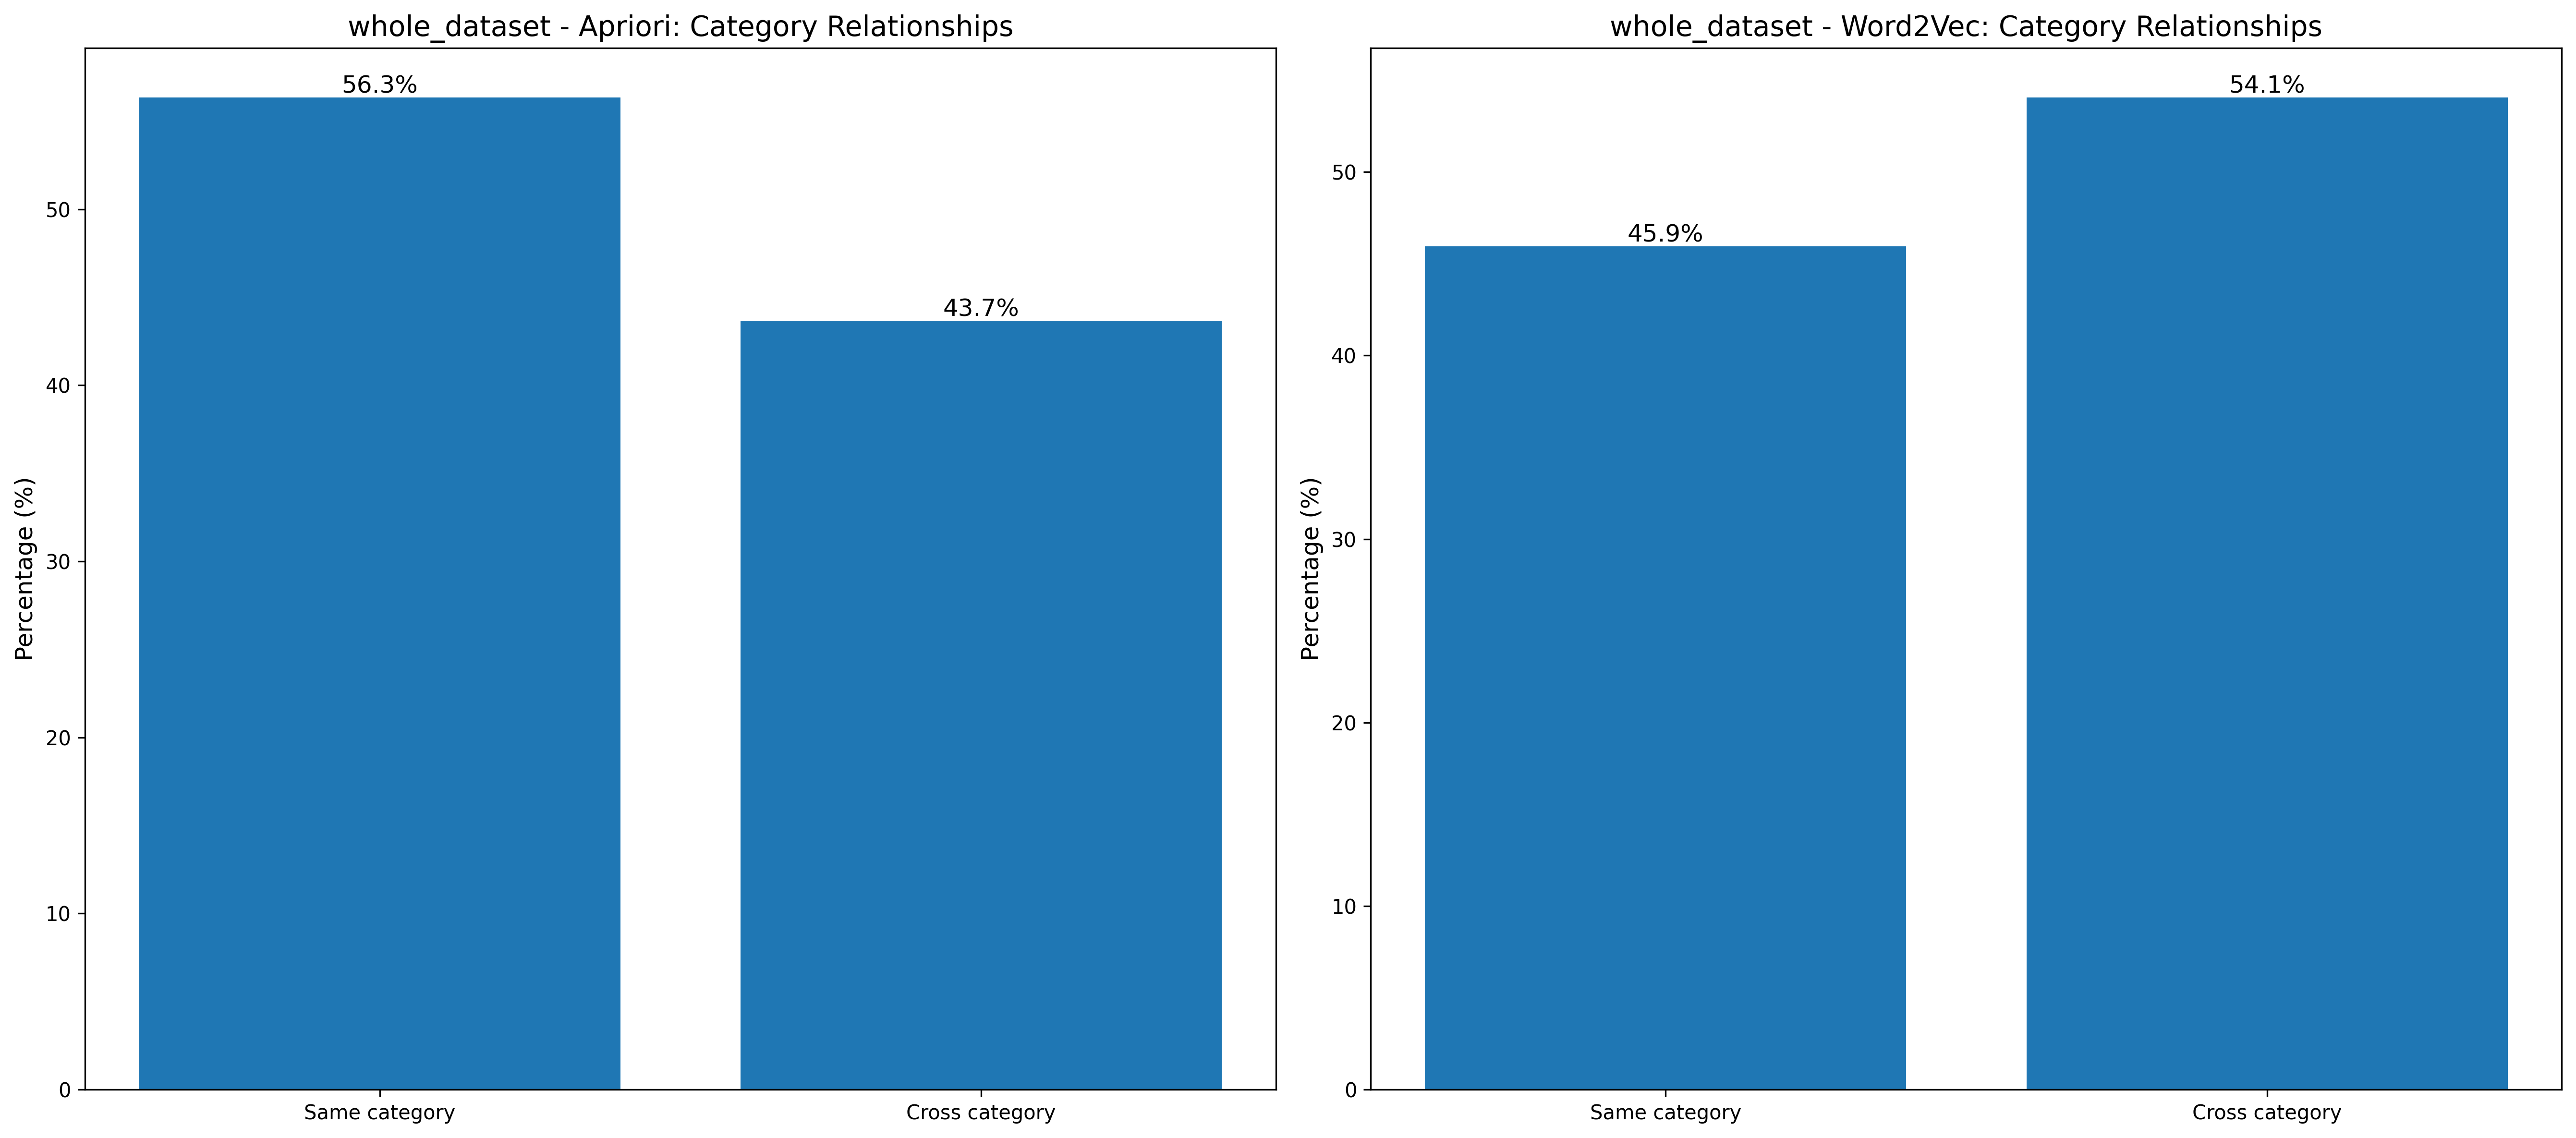 whole_dataset - Apriori: Category Relationships
56.3%
43.7%
50
40
30
20
10
0
Percentage (%)
Same category
Cross category
whole_dataset - Word2Vec: Category Relationships
54.1%
45.9%
50
40
30
20
10
0
Percentage (%)
Same category
Cross category